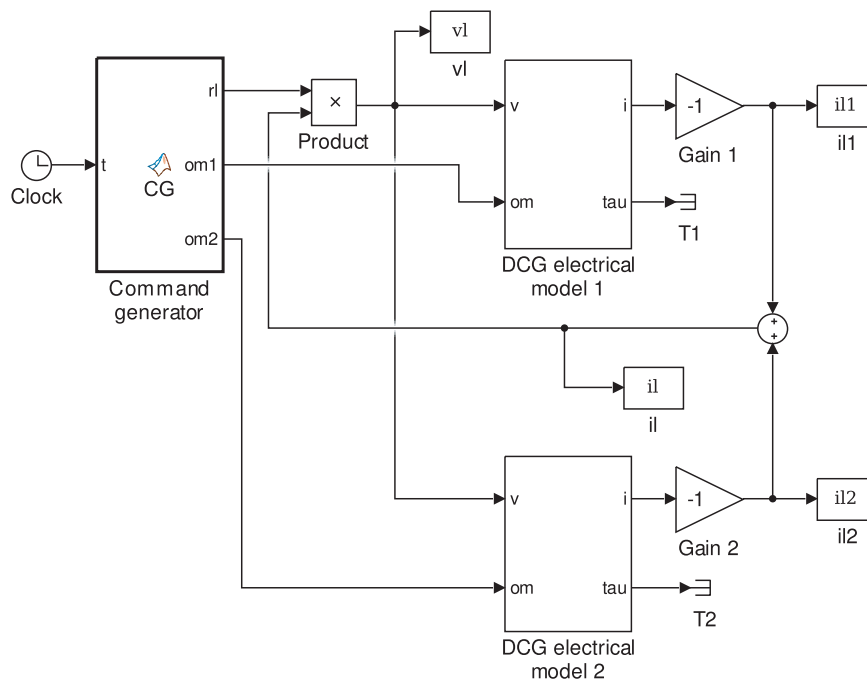 vl
vl
rl
×
Product
v
i
-1
Gain 1
il1
il1
Clock
t
om1
CG
om
tau
T1
om2
DCG electrical
model 1
Command
generator
+
+
il
il
v
i
-1
Gain 2
il2
il2
om
tau
T2
DCG electrical
model 2